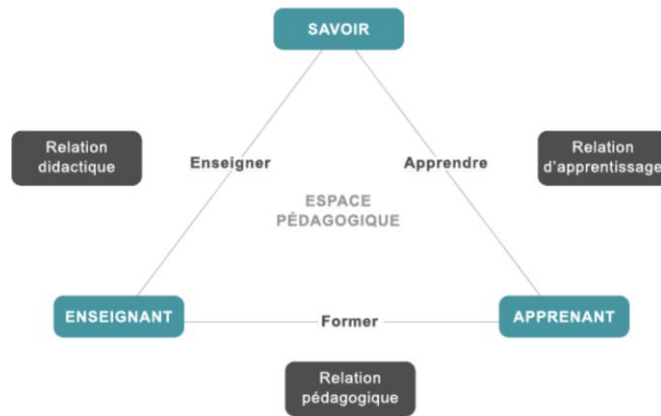 SAVOIR
Relation
didactique
Enseigner
Apprendre
Relation
d'apprentissage
ESPACE
PÉDAGOGIQUE
ENSEIGNANT
Former
APPRENANT
Relation
pédagogique